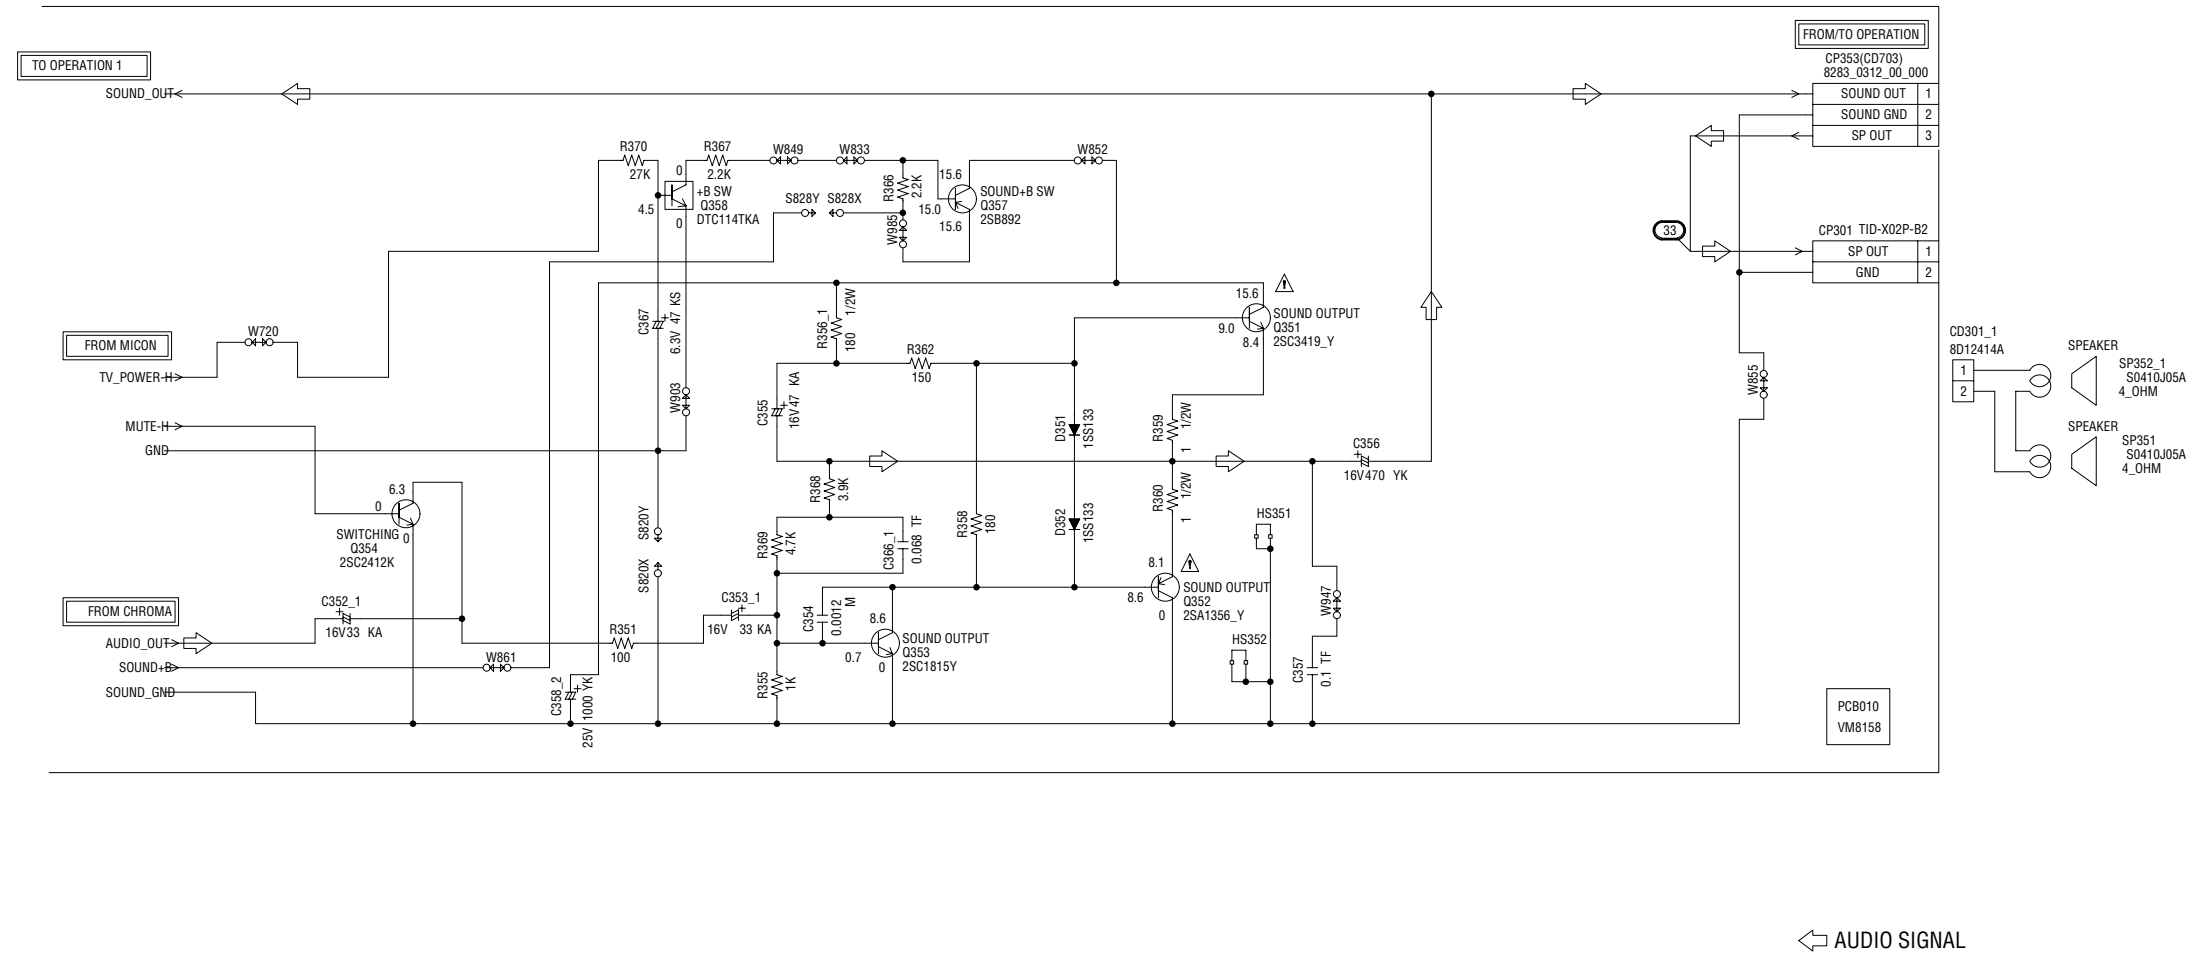 FROM/TO OPERATION
CP353(CD703)
8283_0312_00_000
TO OPERATION 1
SOUND_OUT
SOUND OUT 1
SOUND GND 2
SP OUT 3
R370
27K
R367
2.2K
W849
W833
W852
0
+B SW
Q358
DTC114TKA
4.5
0
R366
2.2K
15.6
SOUND+B SW
Q357
2SB892
15.0
15.6
S828Y
S828X
W985
33
CP301 TID-X02P-B2
SP OUT 1
GND 2
C367
6.3V 47 KS
R356_1
180 1/2W
15.6
SOUND OUTPUT
Q351
2SC3419_Y
9.0
8.4
FROM MICON
W720
TV_POWER-H
MUTE-H
GND
W903
R362
150
C355
16V47 KA
D351
1SS133
R359
1 1/2W
C356
16V470 YK
W855
CD301_1
8D12414A
1
2
SPEAKER
SP352_1
S0410J05A
4_OHM
SPEAKER
SP351
S0410J05A
4_OHM
6.3
0
SWITCHING
Q354
2SC2412K
0
S820Y
S820X
R368
3.9K
R369
4.7K
C366_1
0.068 TF
R358
180
D352
1SS133
R360
1 1/2W
HS351
8.1
SOUND OUTPUT
Q352
2SA1356_Y
8.6
0
FROM CHROMA
C352_1
16V33 KA
AUDIO_OUT
SOUND+B
SOUND_GND
W861
R351
100
C353_1
16V 33 KA
C354
0.0012 M
8.6
SOUND OUTPUT
Q353
2SC1815Y
0.7
0
R355
1K
C358_2
25V 1000 YK
HS352
W947
C357
0.1 TF
PCB010
VM8158
AUDIO SIGNAL